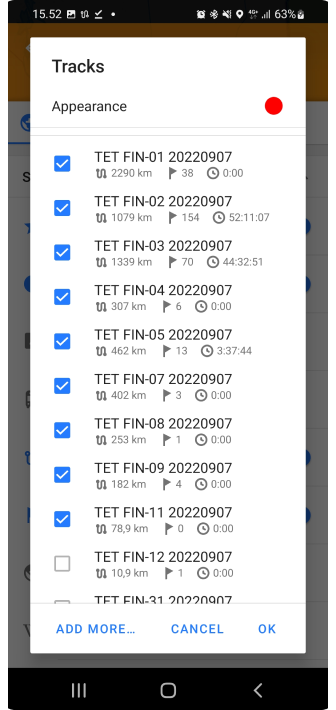 15.52 63%
Tracks
Appearance
TET FIN-01 20220907
2290 km 38 0:00
TET FIN-02 20220907
1079 km 154 52:11:07
TET FIN-03 20220907
1339 km 70 44:32:51
TET FIN-04 20220907
307 km 6 0:00
TET FIN-05 20220907
462 km 13 3:37:44
TET FIN-07 20220907
402 km 3 0:00
TET FIN-08 20220907
253 km 1 0:00
TET FIN-09 20220907
182 km 4 0:00
TET FIN-11 20220907
78,9 km 0 0:00
TET FIN-12 20220907
10,9 km 1 0:00
TET FIN-31 20220907
ADD MORE... CANCEL OK